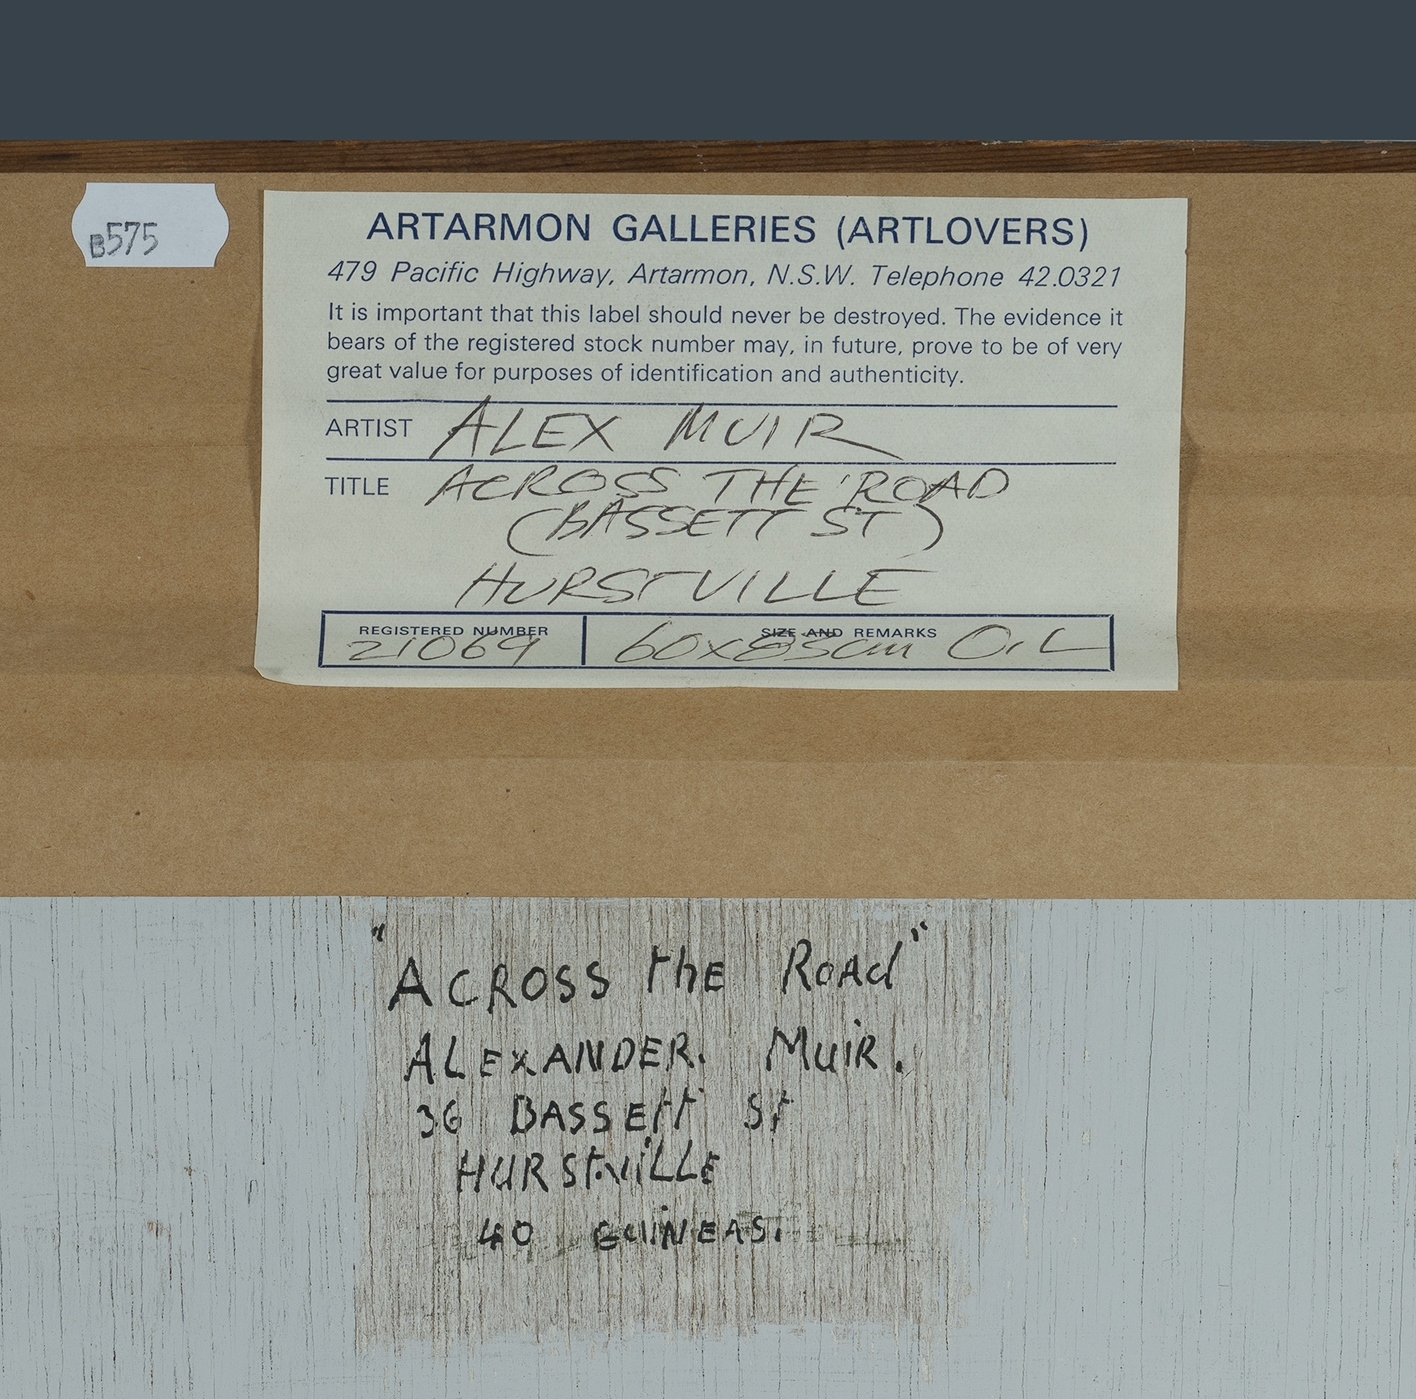 B575
ARTARMON GALLERIES (ARTLOVERS)
479 Pacific Highway, Artarmon, N.S.W. Telephone 42.0321
It is important that this label should never be destroyed. The evidence it
bears of the registered stock number may, in future, prove to be of very
great value for purposes of identification and authenticity.
ARTIST ALEX MUIR
TITLE ACROSS THE ROAD
(BASSETT ST)
HURSTVILLE
REGISTERED NUMBER
21069
SIZE AND REMARKS
60x85cm OIL
"ACROSS thE ROAd"
ALEXANDER. MuiR.
36 BASSEtt St
HURStviLLE
40 GUiNEAS.